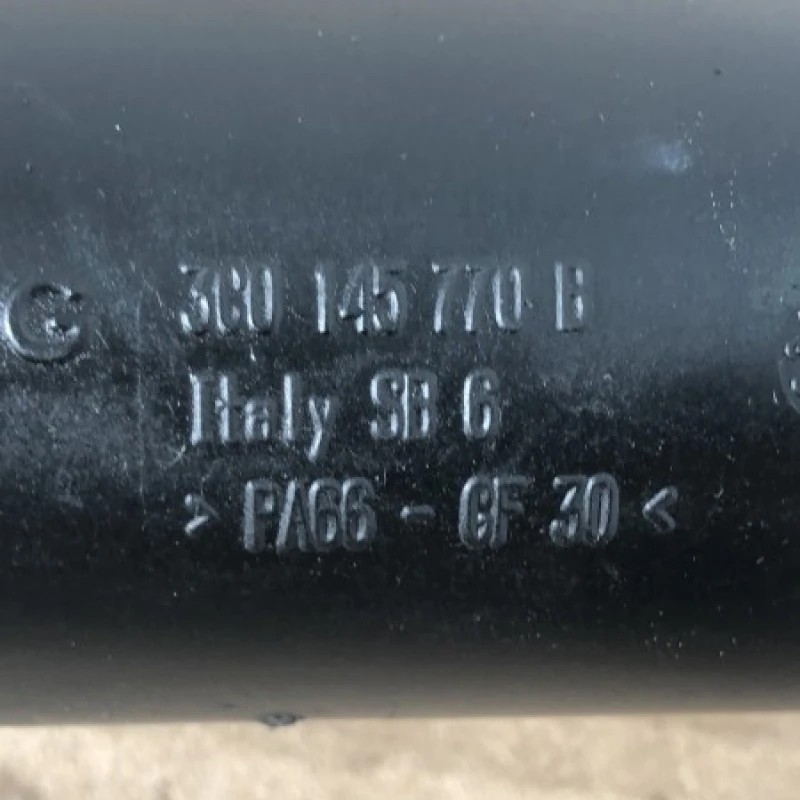 C 3C0 145 770 B
Italy SB 6
> PA66 - GF 30 <